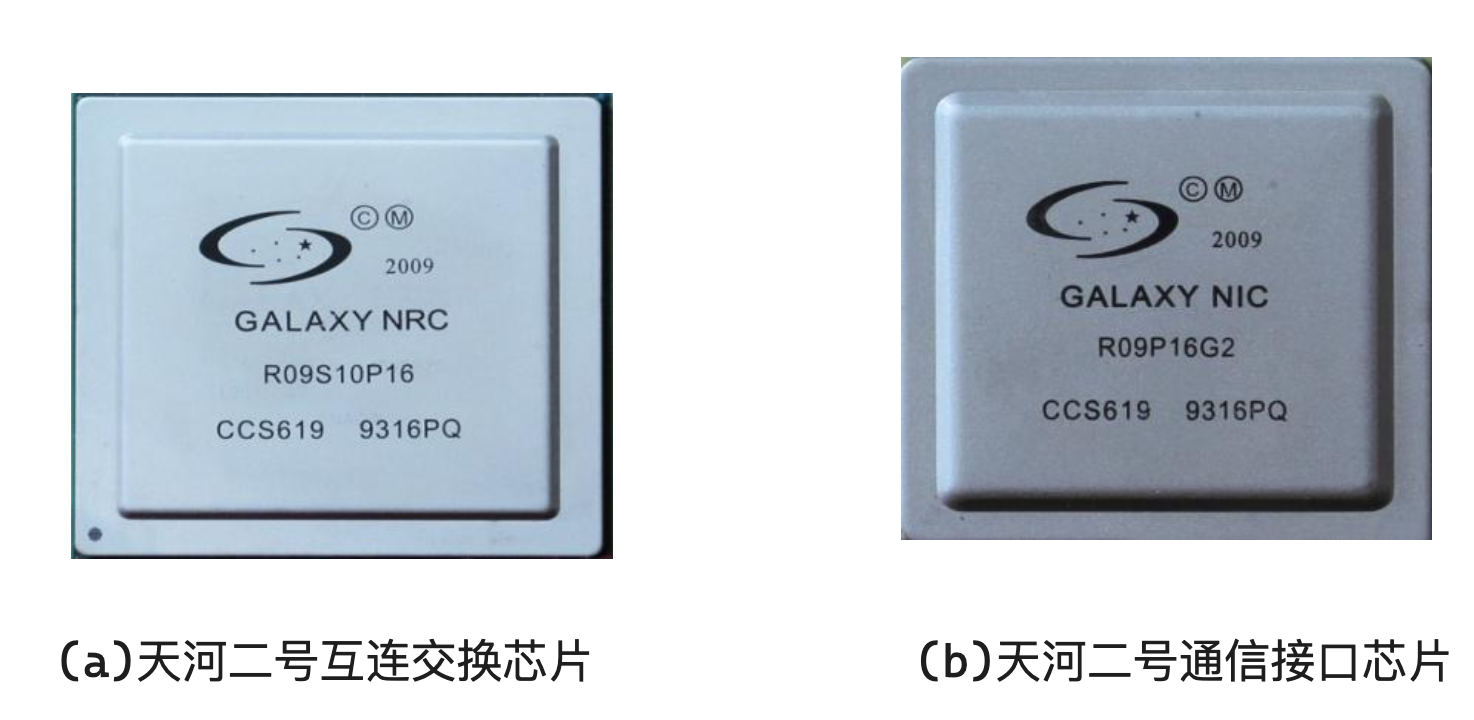 Ⓒ Ⓜ
2009
GALAXY NRC
R09S10P16
CCS619 9316PQ
(a)天河二号互连交换芯片
Ⓒ Ⓜ
2009
GALAXY NIC
R09P16G2
CCS619 9316PQ
(b)天河二号通信接口芯片